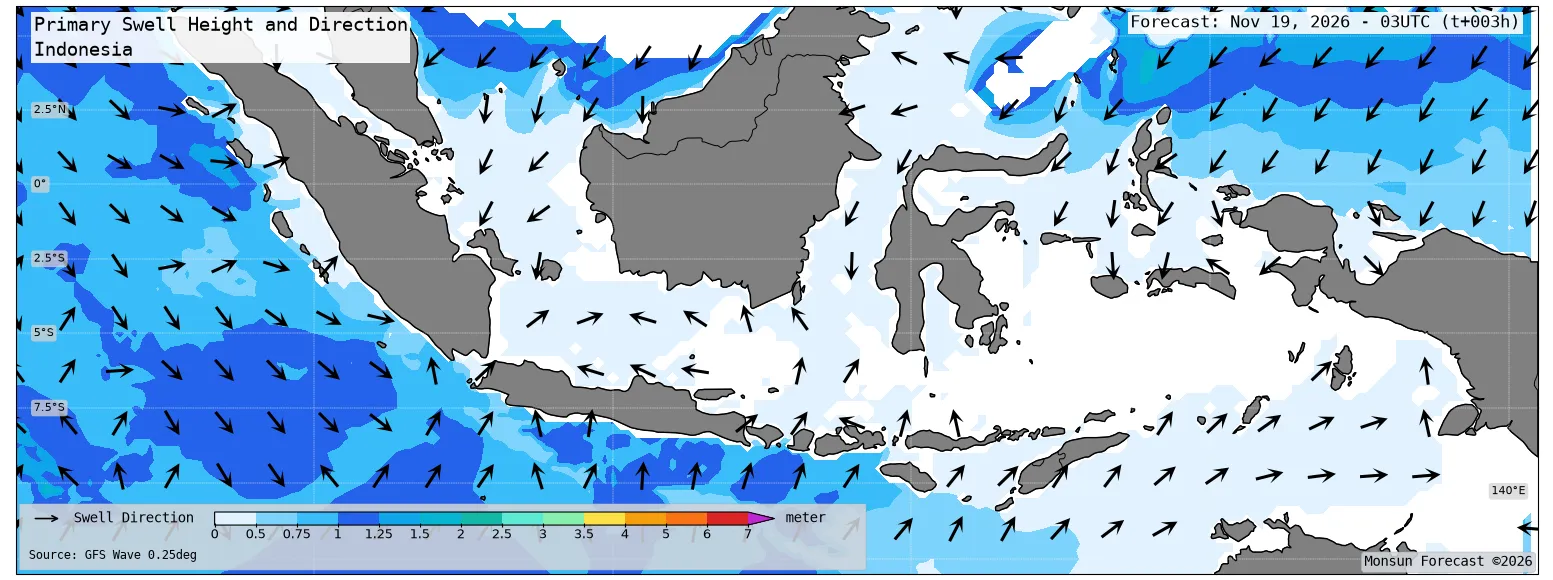 Primary Swell Height and Direction
Indonesia
Forecast: Nov 19, 2026 - 03UTC (t+003h)
2.5°N
0°
2.5°S
5°S
7.5°S
140°E
Swell Direction
meter
0 0.5 0.75 1 1.25 1.5 2 2.5 3 3.5 4 5 6 7
Source: GFS Wave 0.25deg
Monsun Forecast ©2026